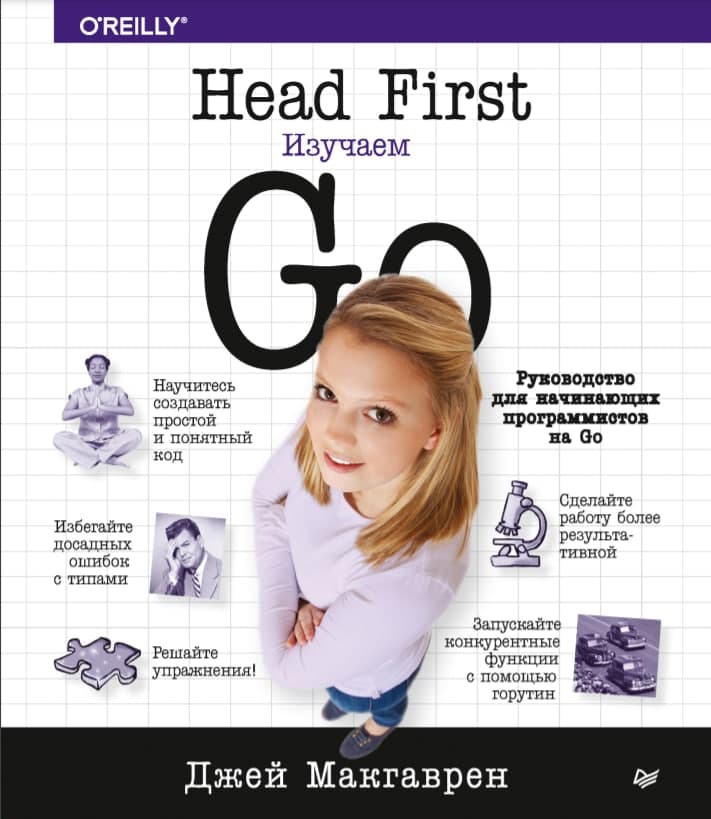 O'REILLY®
Head First
Изучаем
Go
Научитесь
создавать
простой
и понятный
код
Руководство
для начинающих
программистов
на Go
Избегайте
досадных
ошибок
с типами
Сделайте
работу более
результа-
тивной
Решайте
упражнения!
Запускайте
конкурентные
функции
с помощью
горутин
Джей Макгаврен